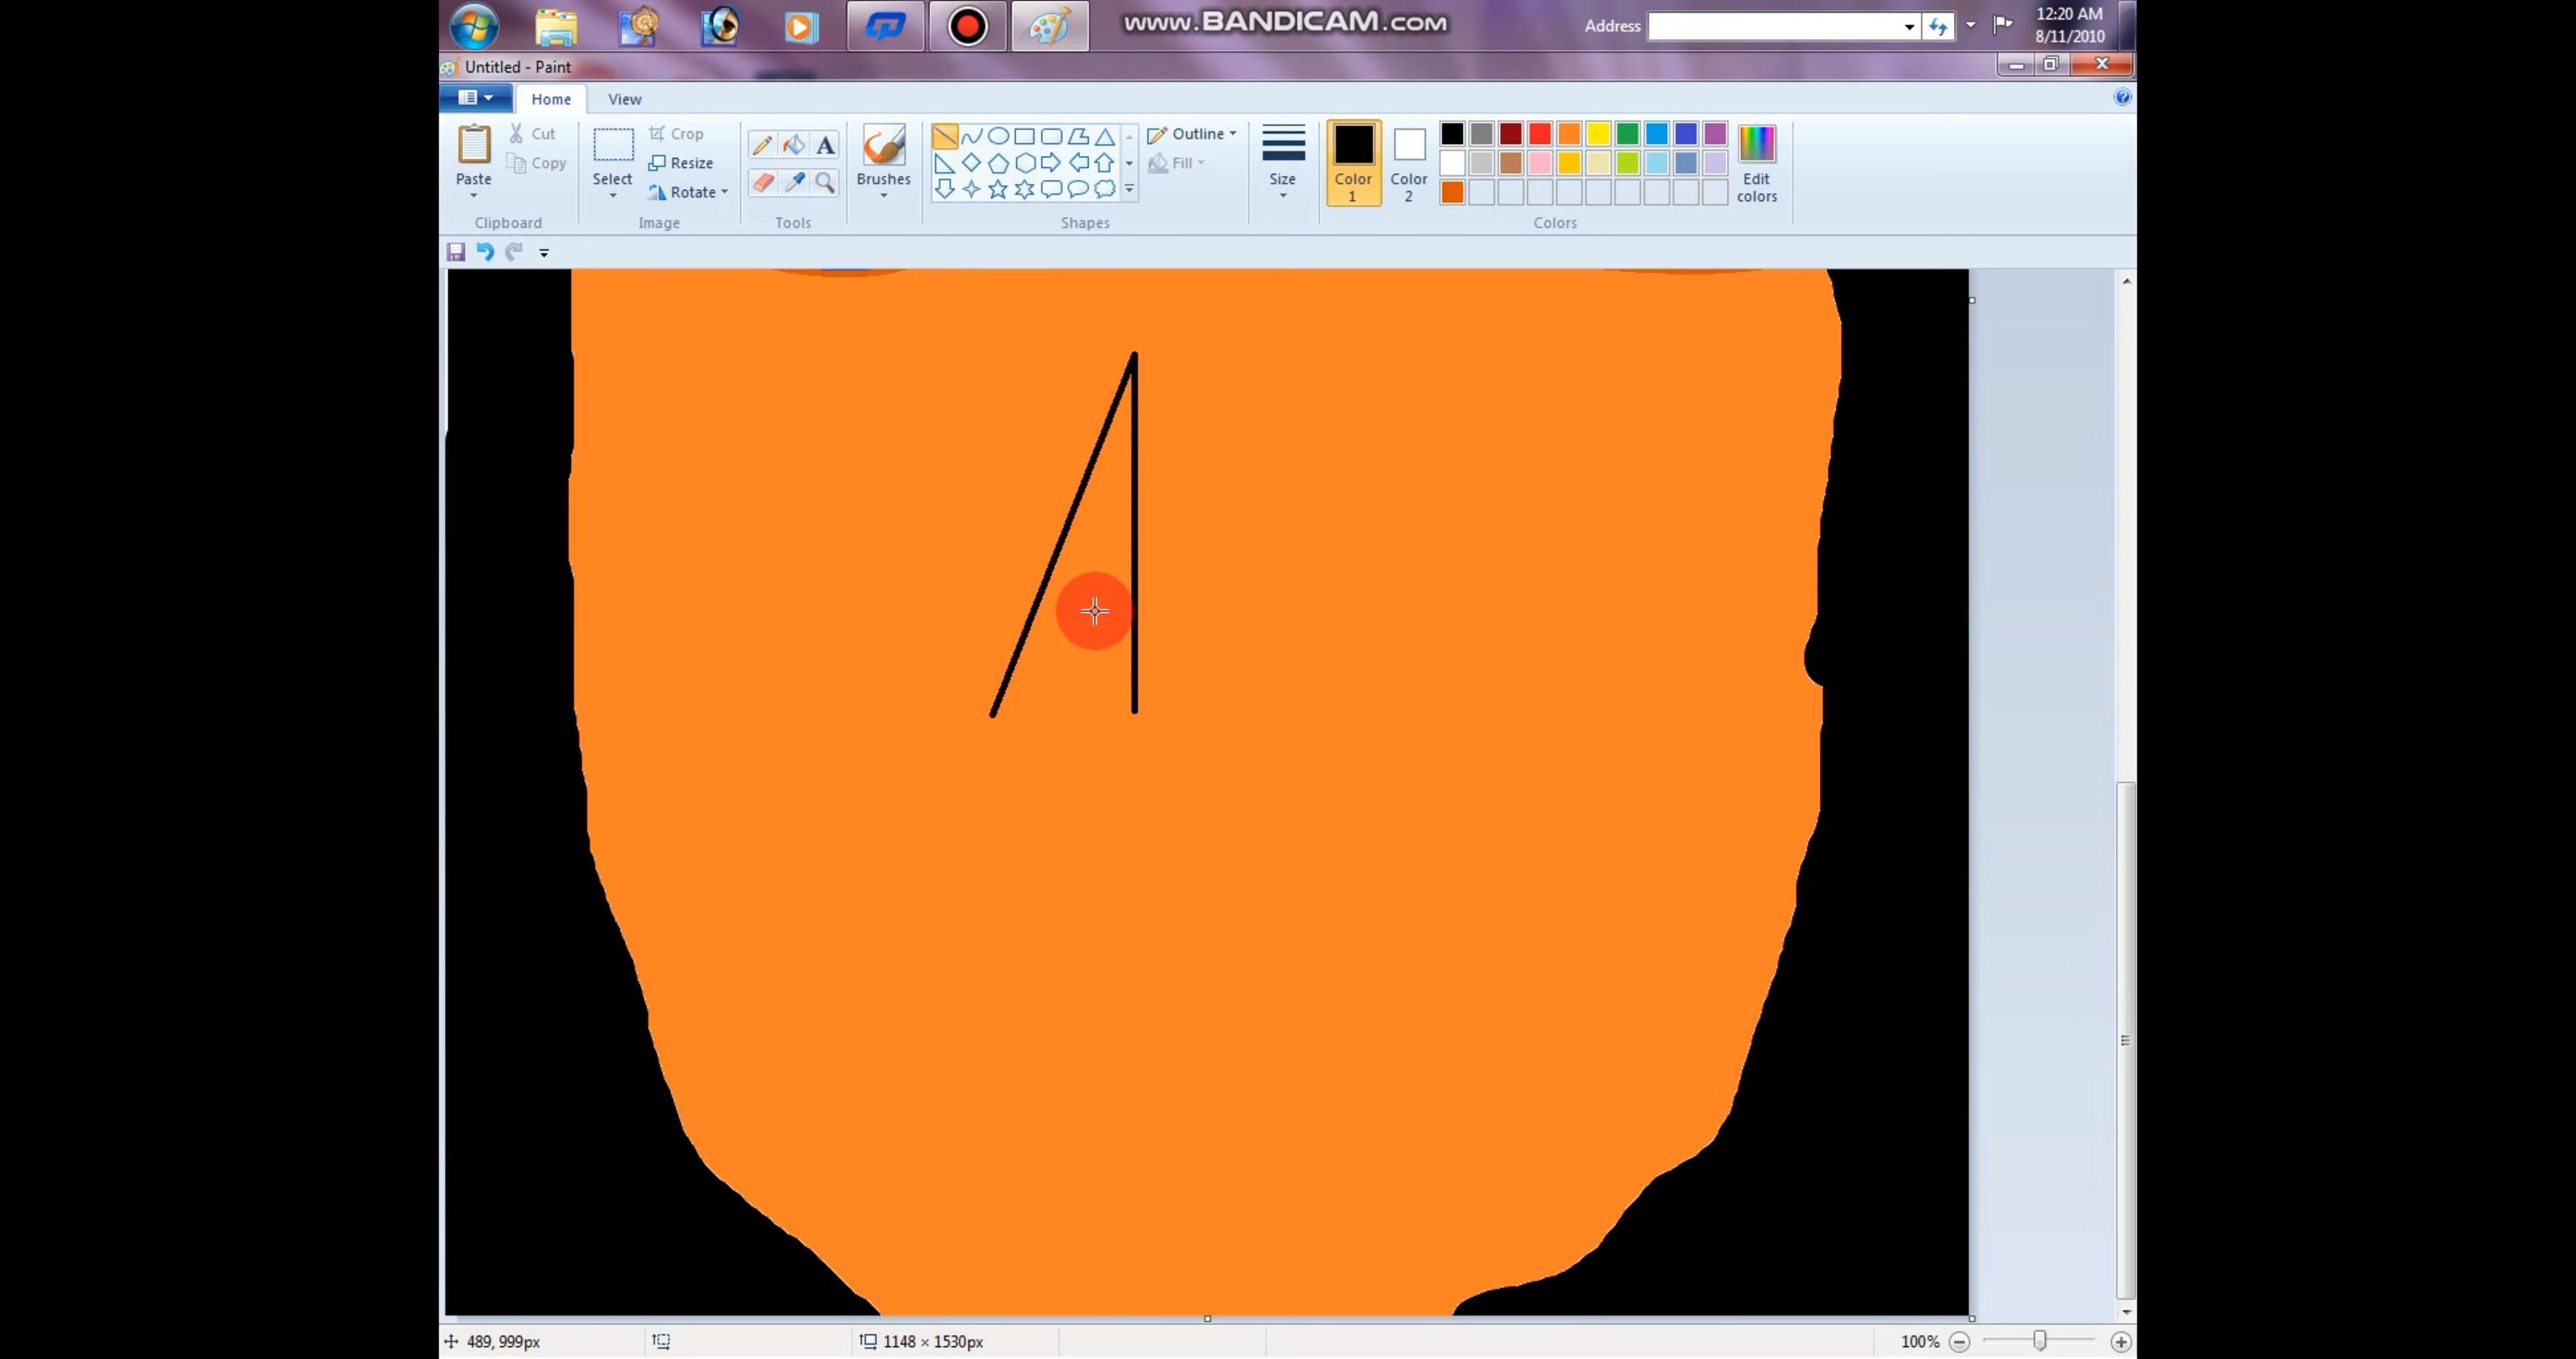 www.BANDICAM.com
Address
12:20 AM
8/11/2010
Untitled - Paint
Home View
Paste
Cut
Copy
Clipboard
Select
Crop
Resize
Rotate
Image
A
Tools
Brushes
Shapes
Outline
Fill
Size
Color
1
Color
2
Edit
colors
Colors
489, 999px
1148 × 1530px
100%